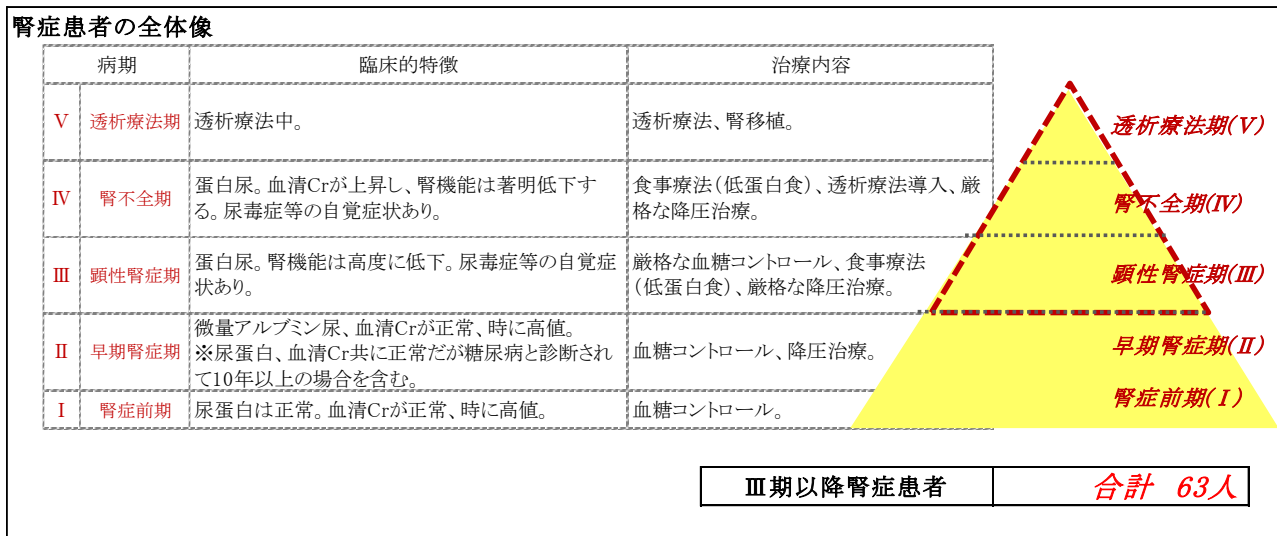 腎症患者の全体像
病期 臨床的特徴 治療内容
Ⅴ 透析療法期 透析療法中。 透析療法、腎移植。
Ⅳ 腎不全期 蛋白尿。血清Crが上昇し、腎機能は著明低下す
る。尿毒症等の自覚症状あり。
食事療法(低蛋白食)、透析療法導入、厳
格な降圧治療。
Ⅲ 顕性腎症期 蛋白尿。腎機能は高度に低下。尿毒症等の自覚症
状あり。
厳格な血糖コントロール、食事療法
(低蛋白食)、厳格な降圧治療。
Ⅱ 早期腎症期 微量アルブミン尿、血清Crが正常、時に高値。
※尿蛋白、血清Cr共に正常だが糖尿病と診断され
て10年以上の場合を含む。
血糖コントロール、降圧治療。
Ⅰ 腎症前期 尿蛋白は正常。血清Crが正常、時に高値。 血糖コントロール。
透析療法期(Ⅴ)
腎不全期(Ⅳ)
顕性腎症期(Ⅲ)
早期腎症期(Ⅱ)
腎症前期(Ⅰ)
Ⅲ期以降腎症患者 合計 63人